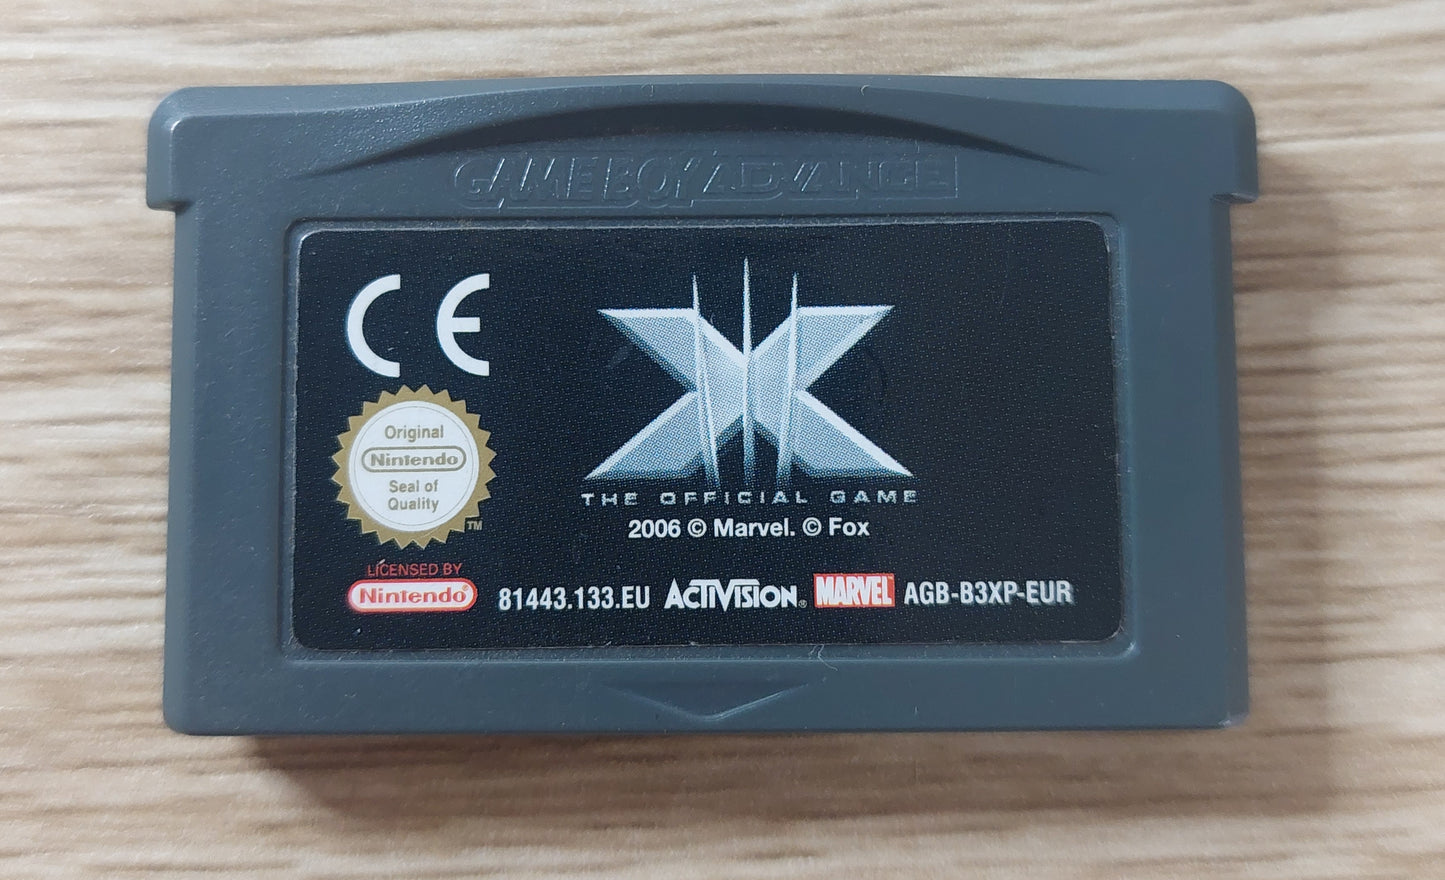 GAME BOY ADVANCE
CE
Original
Nintendo
Seal of
Quality
TM
THE OFFICIAL GAME
2006 © Marvel. © Fox
LICENSED BY
Nintendo®
81443.133.EU ACTIVISION® MARVEL AGB-B3XP-EUR